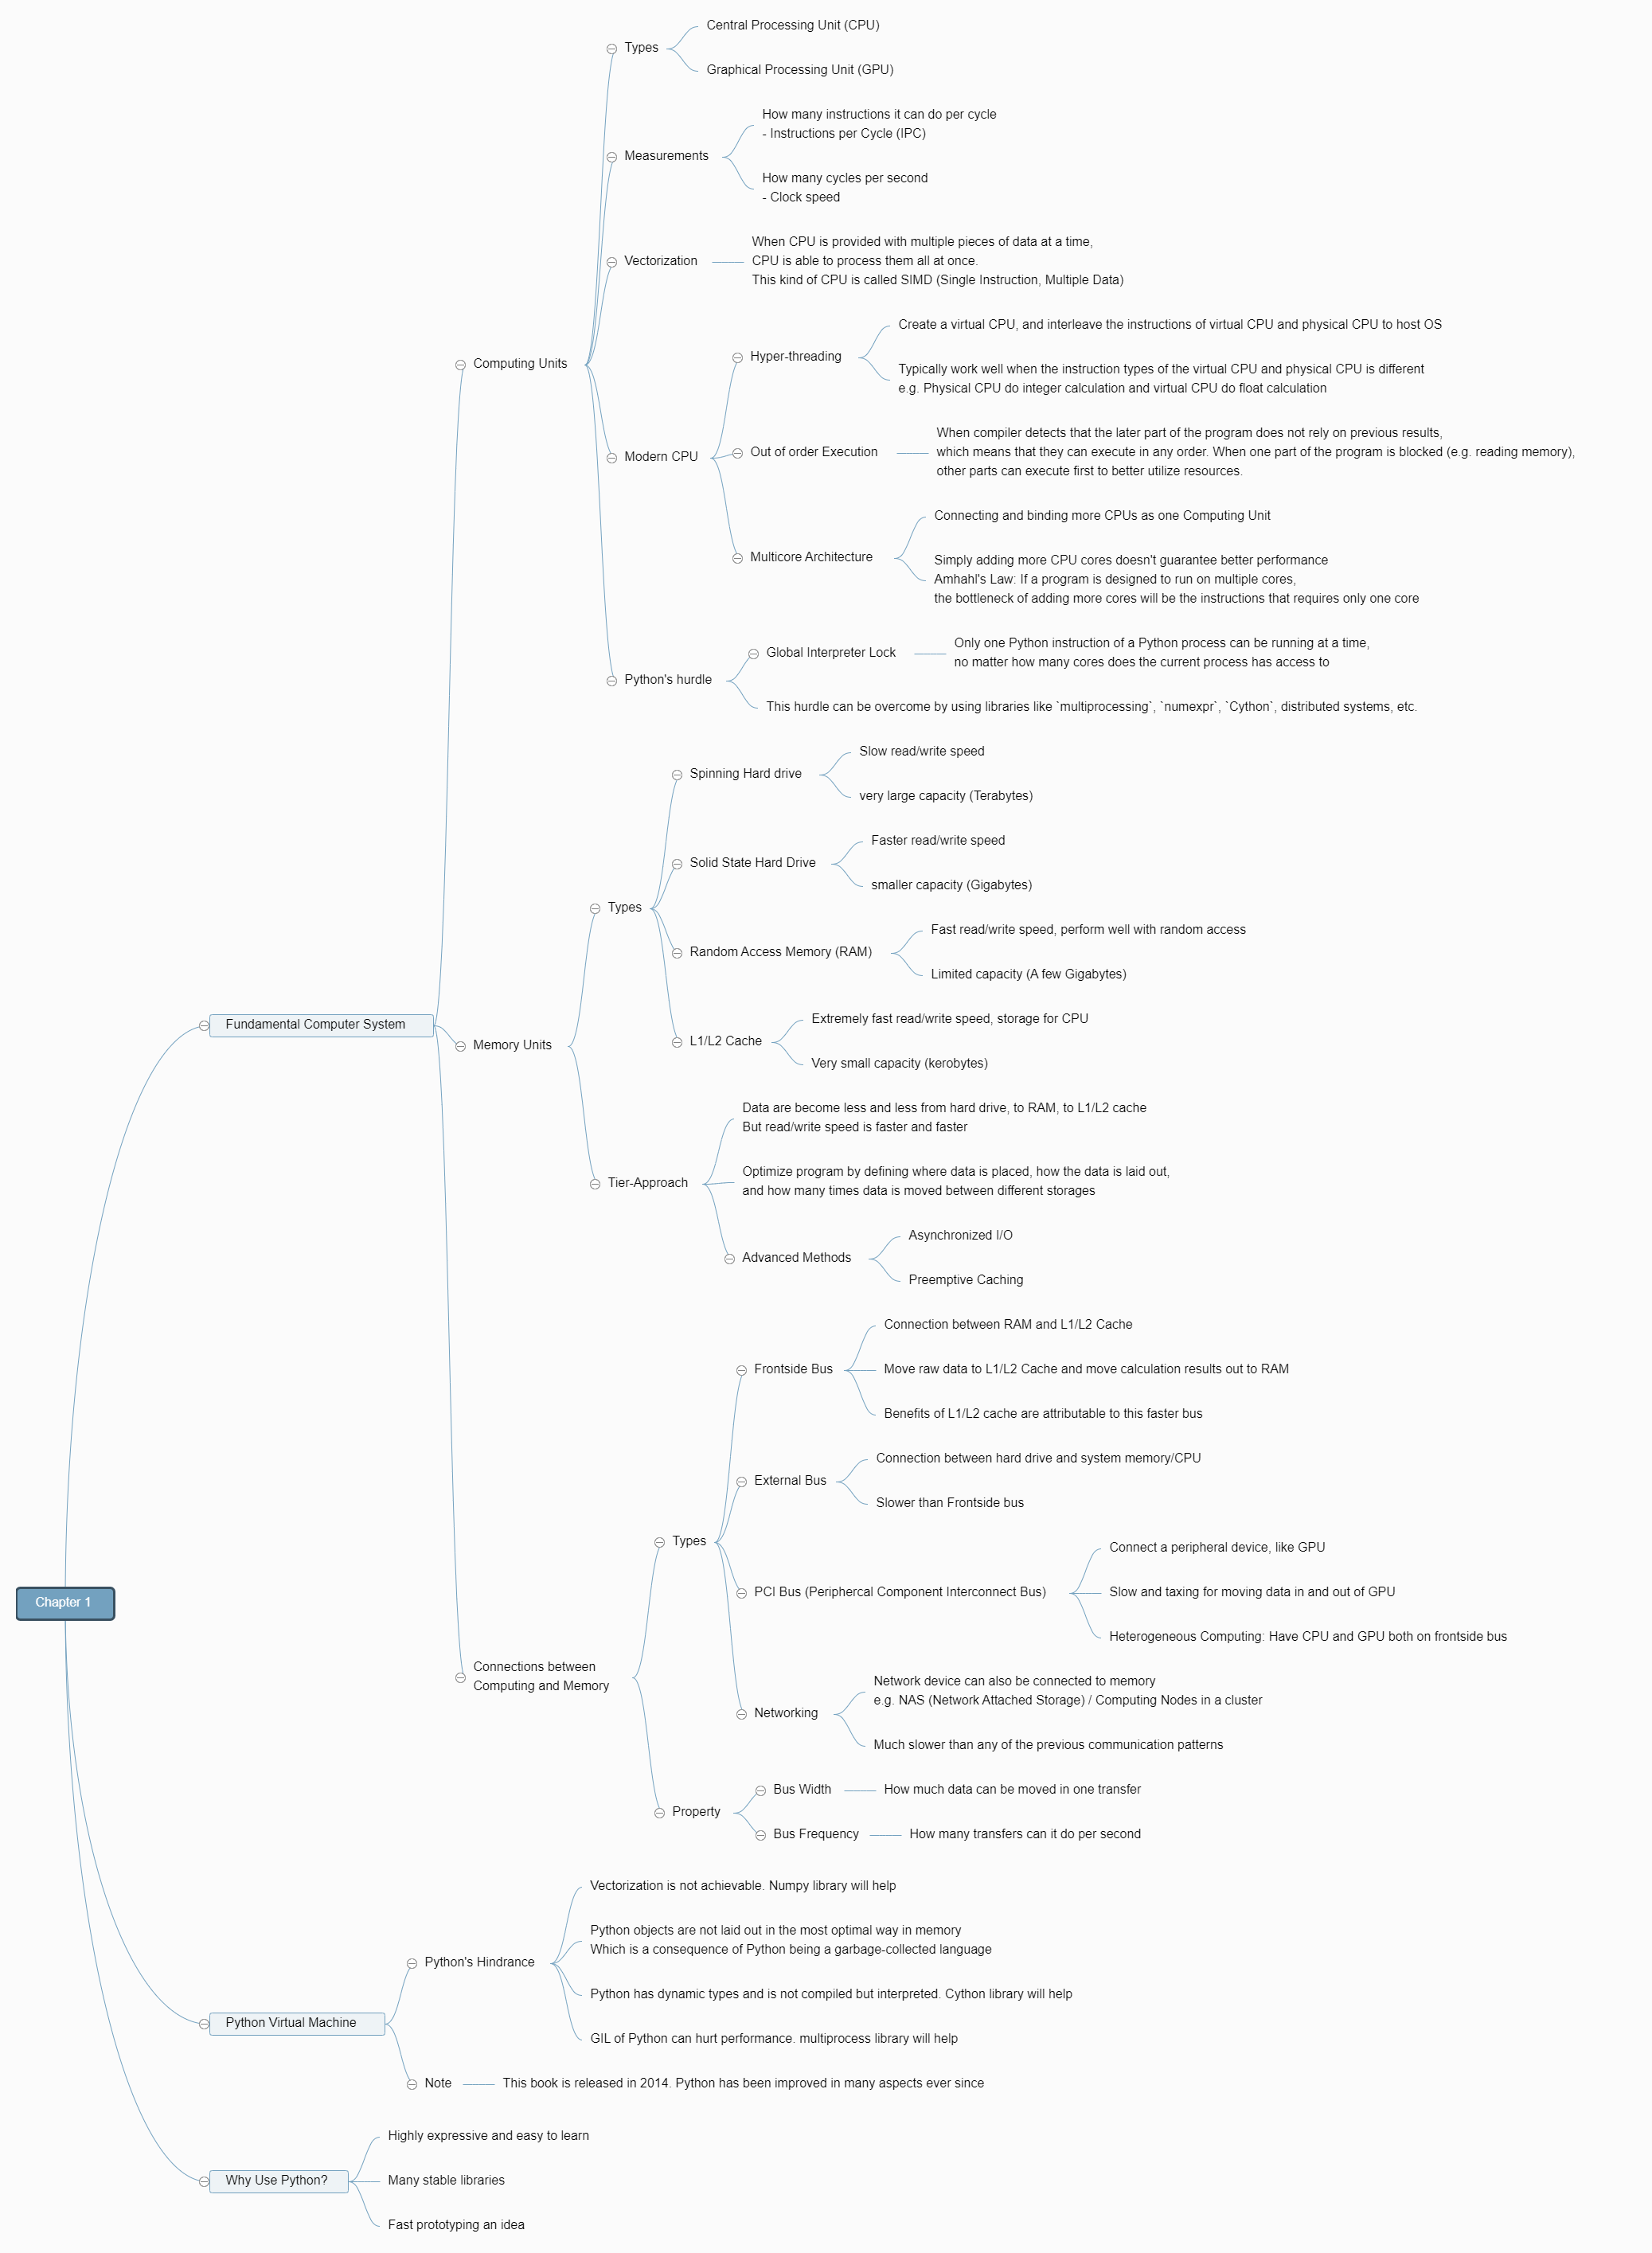 Chapter 1
Fundamental Computer System
Computing Units
Types
Central Processing Unit (CPU)
Graphical Processing Unit (GPU)
Measurements
How many instructions it can do per cycle
- Instructions per Cycle (IPC)
How many cycles per second
- Clock speed
Vectorization
When CPU is provided with multiple pieces of data at a time,
CPU is able to process them all at once.
This kind of CPU is called SIMD (Single Instruction, Multiple Data)
Modern CPU
Hyper-threading
Create a virtual CPU, and interleave the instructions of virtual CPU and physical CPU to host OS
Typically work well when the instruction types of the virtual CPU and physical CPU is different
e.g. Physical CPU do integer calculation and virtual CPU do float calculation
Out of order Execution
When compiler detects that the later part of the program does not rely on previous results,
which means that they can execute in any order. When one part of the program is blocked (e.g. reading memory),
other parts can execute first to better utilize resources.
Multicore Architecture
Connecting and binding more CPUs as one Computing Unit
Simply adding more CPU cores doesn't guarantee better performance
Amhahl's Law: If a program is designed to run on multiple cores,
the bottleneck of adding more cores will be the instructions that requires only one core
Python's hurdle
Global Interpreter Lock
Only one Python instruction of a Python process can be running at a time,
no matter how many cores does the current process has access to
This hurdle can be overcome by using libraries like `multiprocessing`, `numexpr`, `Cython`, distributed systems, etc.
Memory Units
Types
Spinning Hard drive
Slow read/write speed
very large capacity (Terabytes)
Solid State Hard Drive
Faster read/write speed
smaller capacity (Gigabytes)
Random Access Memory (RAM)
Fast read/write speed, perform well with random access
Limited capacity (A few Gigabytes)
L1/L2 Cache
Extremely fast read/write speed, storage for CPU
Very small capacity (kerobytes)
Tier-Approach
Data are become less and less from hard drive, to RAM, to L1/L2 cache
But read/write speed is faster and faster
Optimize program by defining where data is placed, how the data is laid out,
and how many times data is moved between different storages
Advanced Methods
Asynchronized I/O
Preemptive Caching
Connections between
Computing and Memory
Types
Frontside Bus
Connection between RAM and L1/L2 Cache
Move raw data to L1/L2 Cache and move calculation results out to RAM
Benefits of L1/L2 cache are attributable to this faster bus
External Bus
Connection between hard drive and system memory/CPU
Slower than Frontside bus
PCI Bus (Periphercal Component Interconnect Bus)
Connect a peripheral device, like GPU
Slow and taxing for moving data in and out of GPU
Heterogeneous Computing: Have CPU and GPU both on frontside bus
Networking
Network device can also be connected to memory
e.g. NAS (Network Attached Storage) / Computing Nodes in a cluster
Much slower than any of the previous communication patterns
Property
Bus Width
How much data can be moved in one transfer
Bus Frequency
How many transfers can it do per second
Python Virtual Machine
Python's Hindrance
Vectorization is not achievable. Numpy library will help
Python objects are not laid out in the most optimal way in memory
Which is a consequence of Python being a garbage-collected language
Python has dynamic types and is not compiled but interpreted. Cython library will help
GIL of Python can hurt performance. multiprocess library will help
Note
This book is released in 2014. Python has been improved in many aspects ever since
Why Use Python?
Highly expressive and easy to learn
Many stable libraries
Fast prototyping an idea